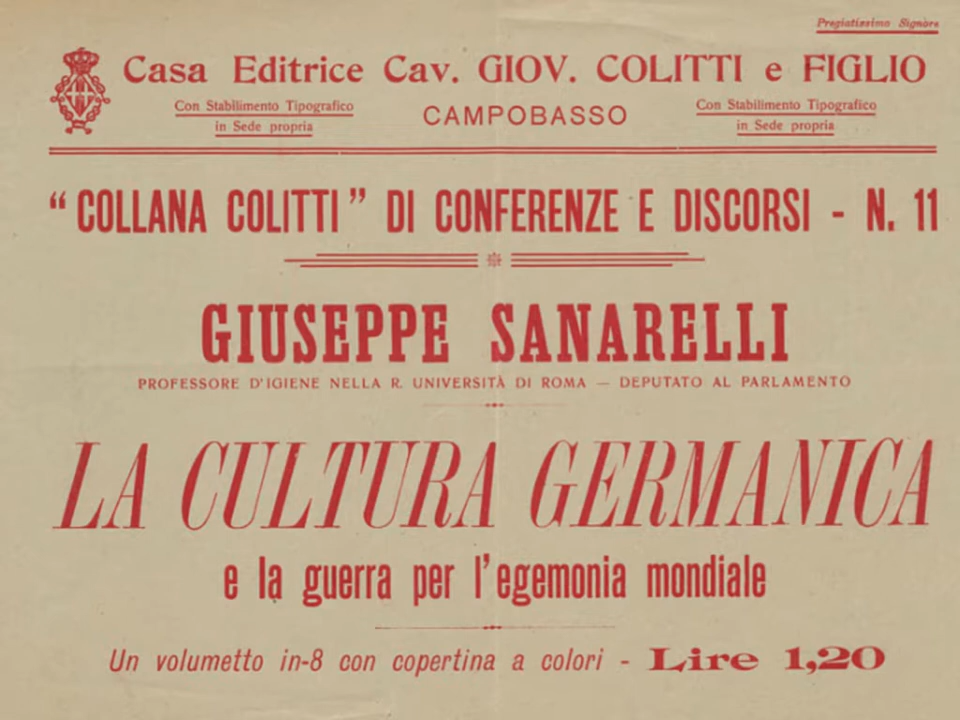 Pregiatissimo Signore
Casa Editrice Cav. GIOV. COLITTI e FIGLIO
Con Stabilimento Tipografico
in Sede propria
CAMPOBASSO
Con Stabilimento Tipografico
in Sede propria
“COLLANA COLITTI” DI CONFERENZE E DISCORSI - N. 11
GIUSEPPE SANARELLI
PROFESSORE D'IGIENE NELLA R. UNIVERSITÀ DI ROMA — DEPUTATO AL PARLAMENTO
LA CULTURA GERMANICA
e la guerra per l'egemonia mondiale
Un volumetto in-8 con copertina a colori - Lire 1,20